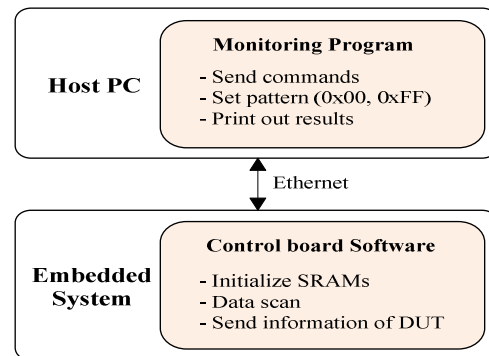 Monitoring Program
Host PC
- Send commands
- Set pattern (0x00, 0xFF)
- Print out results
Ethernet
Control board Software
Embedded
System
- Initialize SRAMs
- Data scan
- Send information of DUT